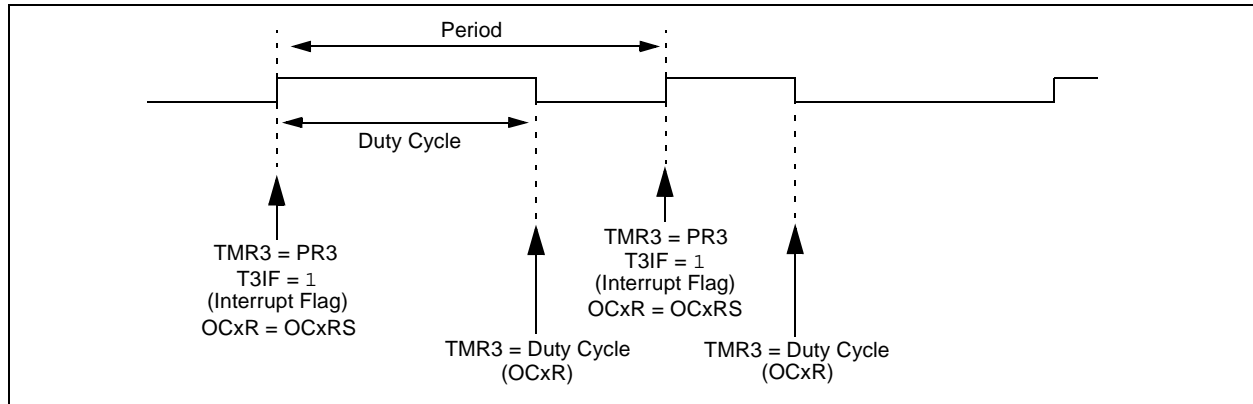 Period
Duty Cycle
TMR3 = PR3
T3IF = 1
(Interrupt Flag)
OCxR = OCxRS
TMR3 = Duty Cycle
(OCxR)
TMR3 = PR3
T3IF = 1
(Interrupt Flag)
OCxR = OCxRS
TMR3 = Duty Cycle
(OCxR)